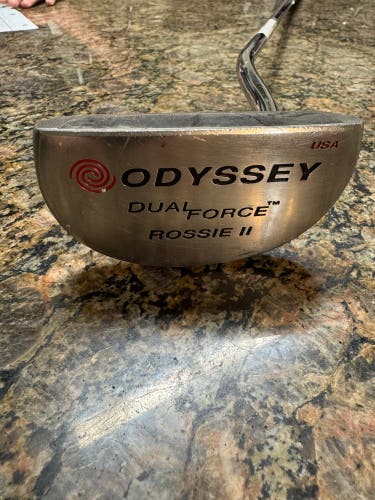 USA
ODYSSEY
DUAL FORCE™
ROSSIE II